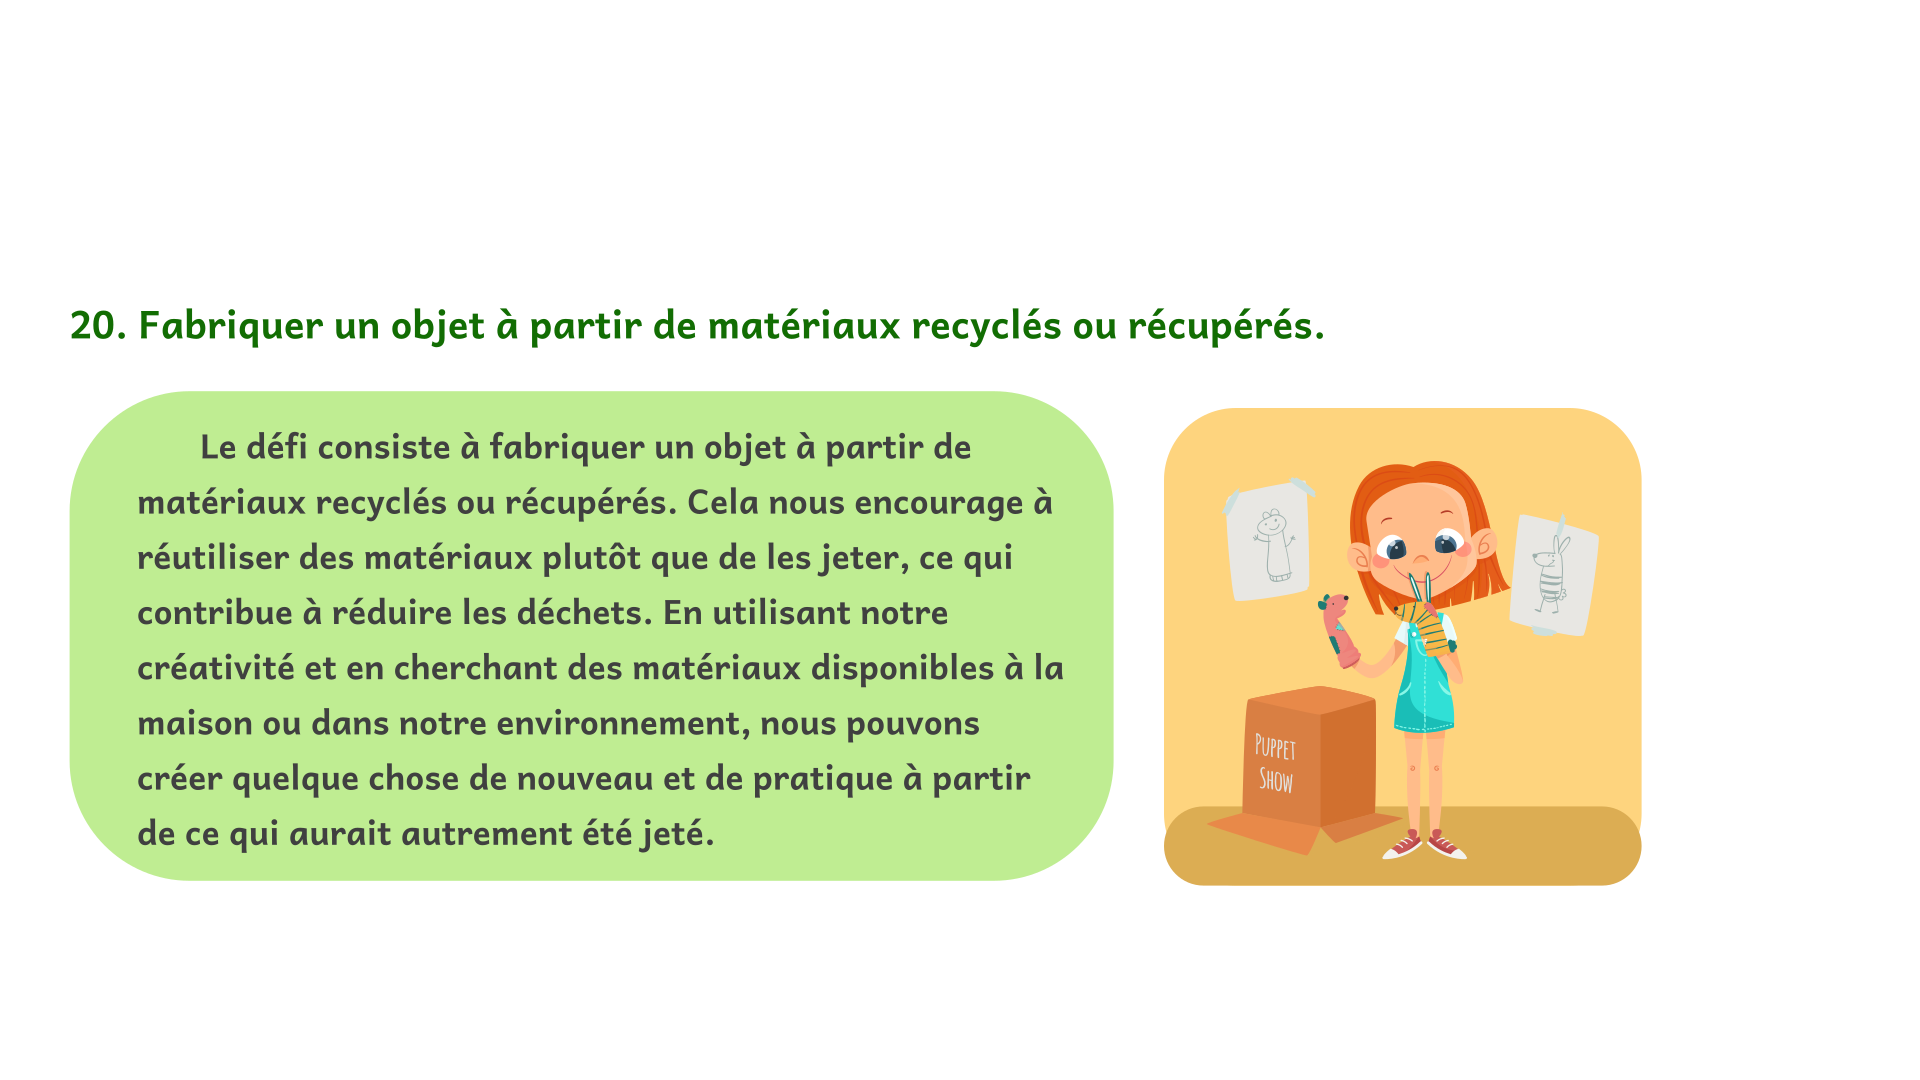 20. Fabriquer un objet à partir de matériaux recyclés ou récupérés.
Le défi consiste à fabriquer un objet à partir de
matériaux recyclés ou récupérés. Cela nous encourage à
réutiliser des matériaux plutôt que de les jeter, ce qui
contribue à réduire les déchets. En utilisant notre
créativité et en cherchant des matériaux disponibles à la
maison ou dans notre environnement, nous pouvons
créer quelque chose de nouveau et de pratique à partir
de ce qui aurait autrement été jeté.
PUPPET
SHOW